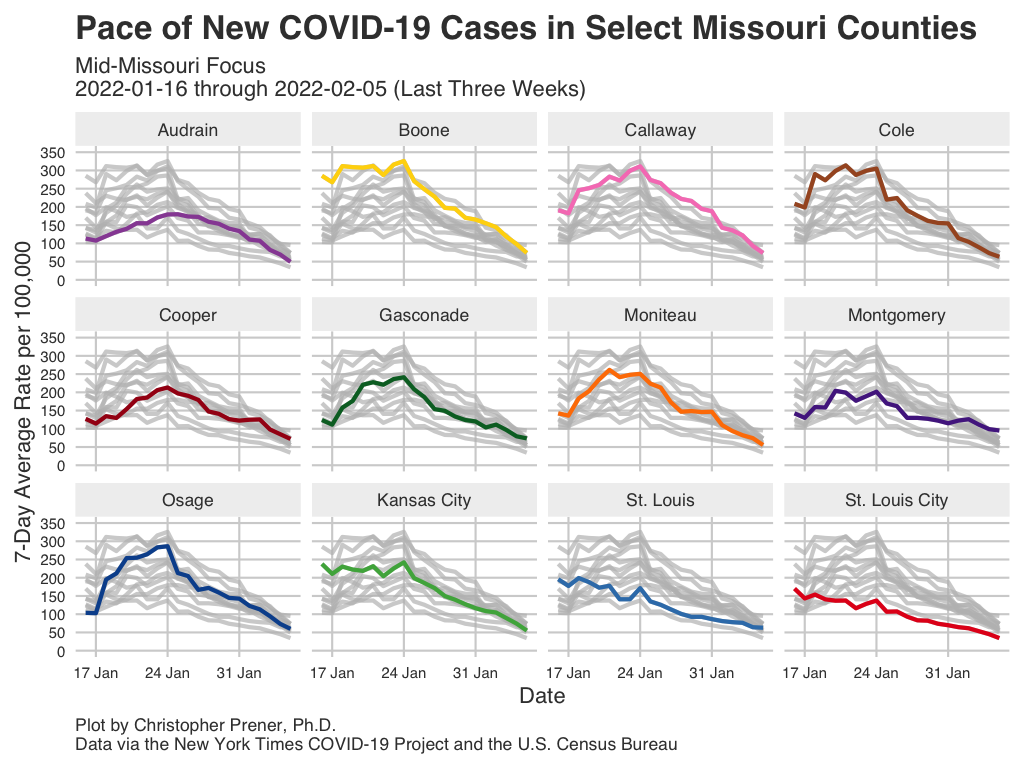 Pace of New COVID-19 Cases in Select Missouri Counties
Mid-Missouri Focus
2022-01-16 through 2022-02-05 (Last Three Weeks)
7-Day Average Rate per 100,000
Audrain Boone Callaway Cole
350
300
250
200
150
100
50
0
Cooper Gasconade Moniteau Montgomery
350
300
250
200
150
100
50
0
Osage Kansas City St. Louis St. Louis City
350
300
250
200
150
100
50
0
17 Jan 24 Jan 31 Jan 17 Jan 24 Jan 31 Jan 17 Jan 24 Jan 31 Jan 17 Jan 24 Jan 31 Jan
Date
Plot by Christopher Prener, Ph.D.
Data via the New York Times COVID-19 Project and the U.S. Census Bureau